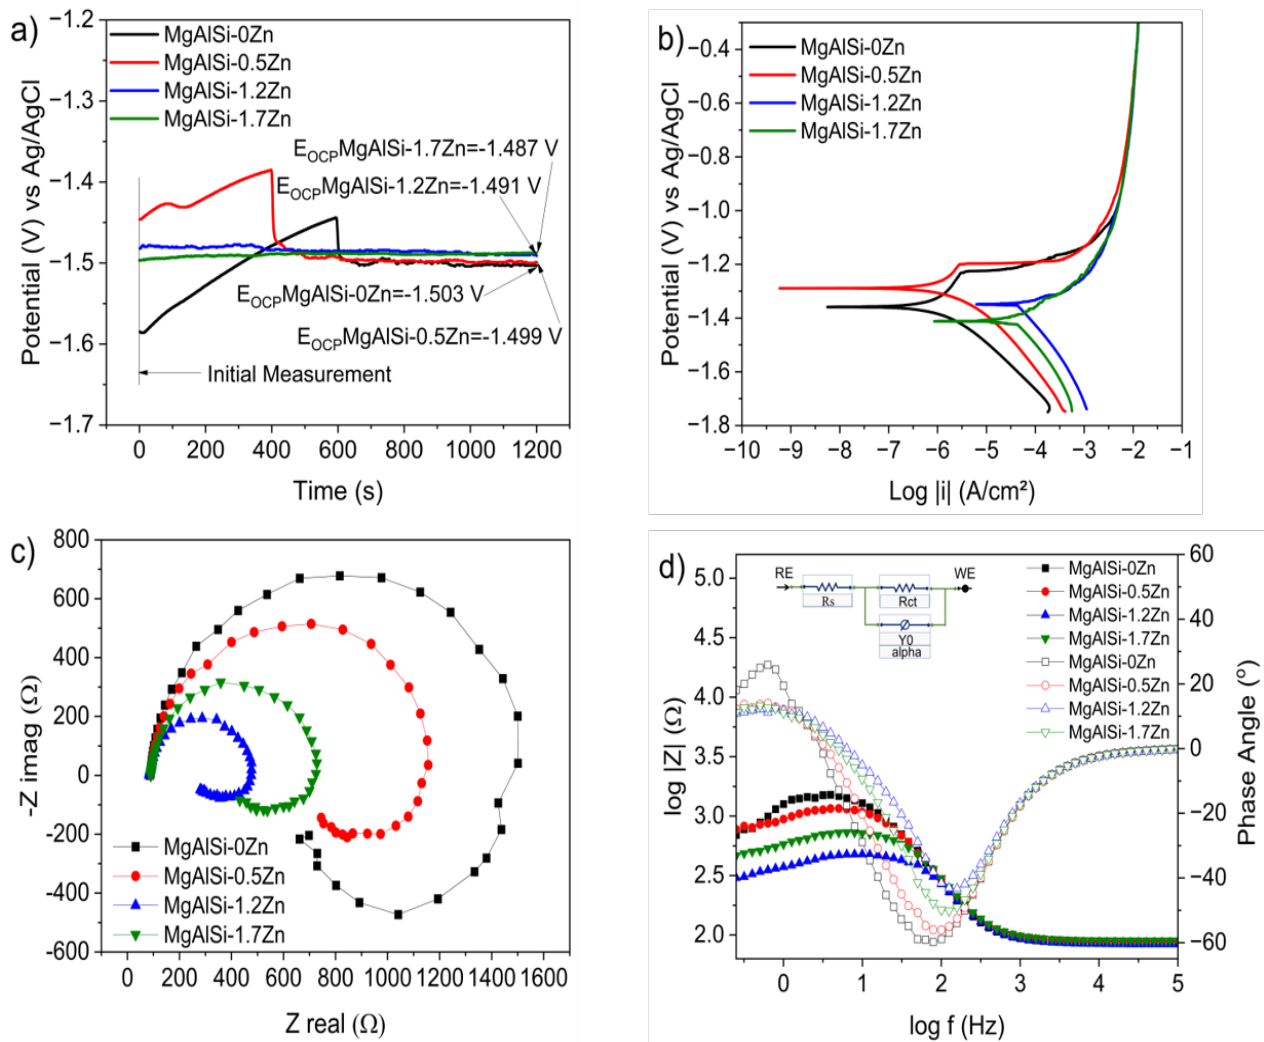 a)
MgAlSi-0Zn
MgAlSi-0.5Zn
MgAlSi-1.2Zn
MgAlSi-1.7Zn
E_OCP MgAlSi-1.7Zn=-1.487 V
E_OCP MgAlSi-1.2Zn=-1.491 V
E_OCP MgAlSi-0Zn=-1.503 V
E_OCP MgAlSi-0.5Zn=-1.499 V
Initial Measurement
Potential (V) vs Ag/AgCl
−1.2
−1.3
−1.4
−1.5
−1.6
−1.7
0 200 400 600 800 1000 1200
Time (s)
b)
MgAlSi-0Zn
MgAlSi-0.5Zn
MgAlSi-1.2Zn
MgAlSi-1.7Zn
Potential (V) vs Ag/AgCl
−0.4
−0.6
−0.8
−1.0
−1.2
−1.4
−1.6
−1.8
−10 −9 −8 −7 −6 −5 −4 −3 −2 −1
Log |i| (A/cm²)
c)
-Z imag (Ω)
800
600
400
200
0
-200
-400
-600
MgAlSi-0Zn
MgAlSi-0.5Zn
MgAlSi-1.2Zn
MgAlSi-1.7Zn
0 200 400 600 800 1000 1200 1400 1600
Z real (Ω)
d)
RE
WE
Rs
Rct
Y0
alpha
MgAlSi-0Zn
MgAlSi-0.5Zn
MgAlSi-1.2Zn
MgAlSi-1.7Zn
MgAlSi-0Zn
MgAlSi-0.5Zn
MgAlSi-1.2Zn
MgAlSi-1.7Zn
log |Z| (Ω)
5.0
4.5
4.0
3.5
3.0
2.5
2.0
60
40
20
0
−20
−40
−60
Phase Angle (⁰)
0 1 2 3 4 5
log f (Hz)